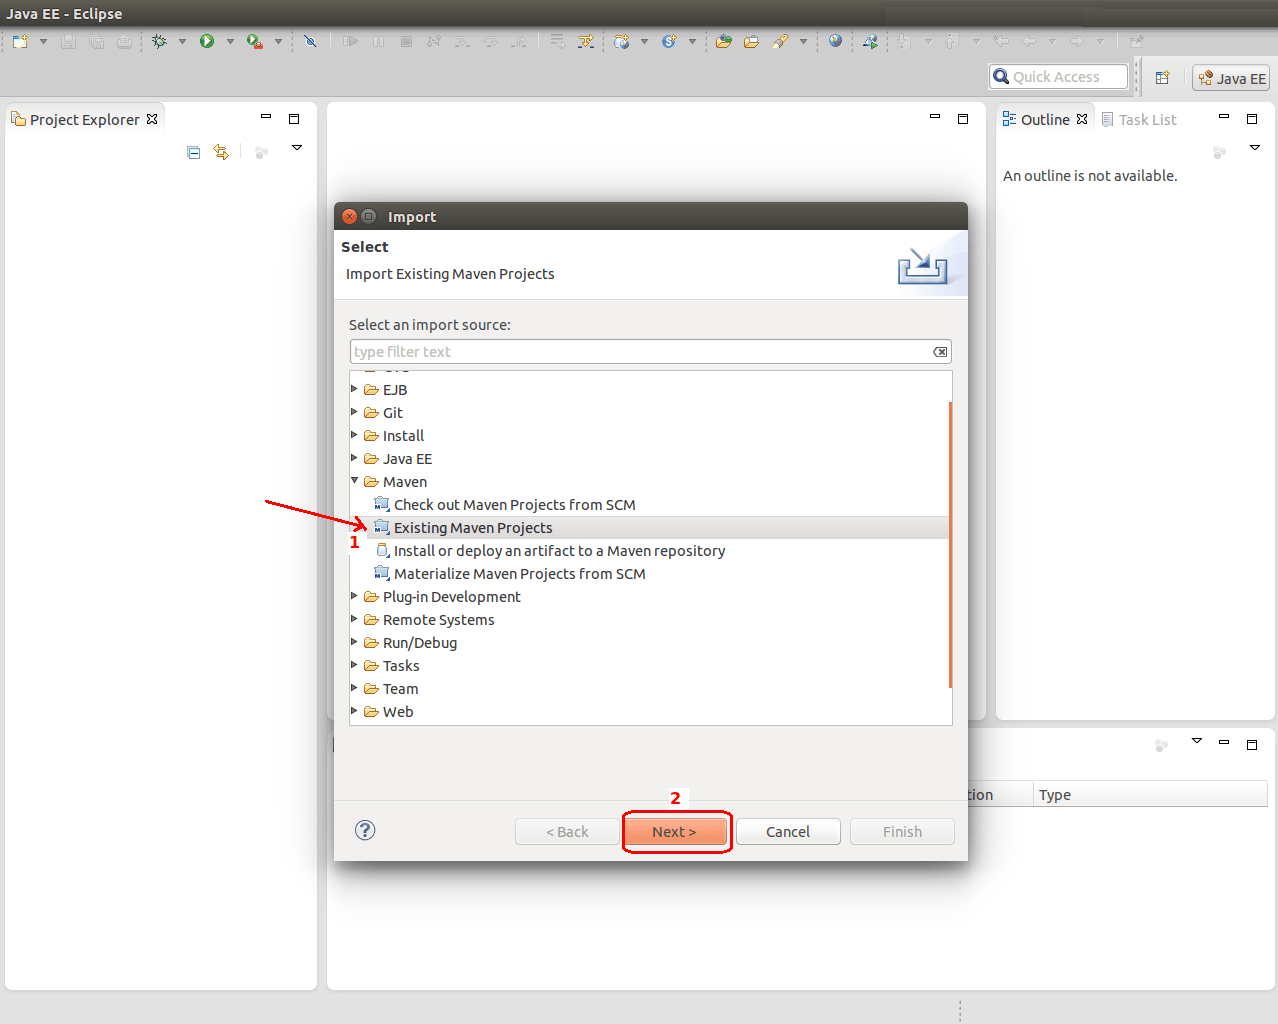 Java EE - Eclipse
Quick Access
Java EE
Project Explorer
Outline
Task List
An outline is not available.
Import
Select
Import Existing Maven Projects
Select an import source:
type filter text
EJB
Git
Install
Java EE
Maven
Check out Maven Projects from SCM
Existing Maven Projects
1
Install or deploy an artifact to a Maven repository
Materialize Maven Projects from SCM
Plug-in Development
Remote Systems
Run/Debug
Tasks
Team
Web
Type
2
< Back
Next >
Cancel
Finish